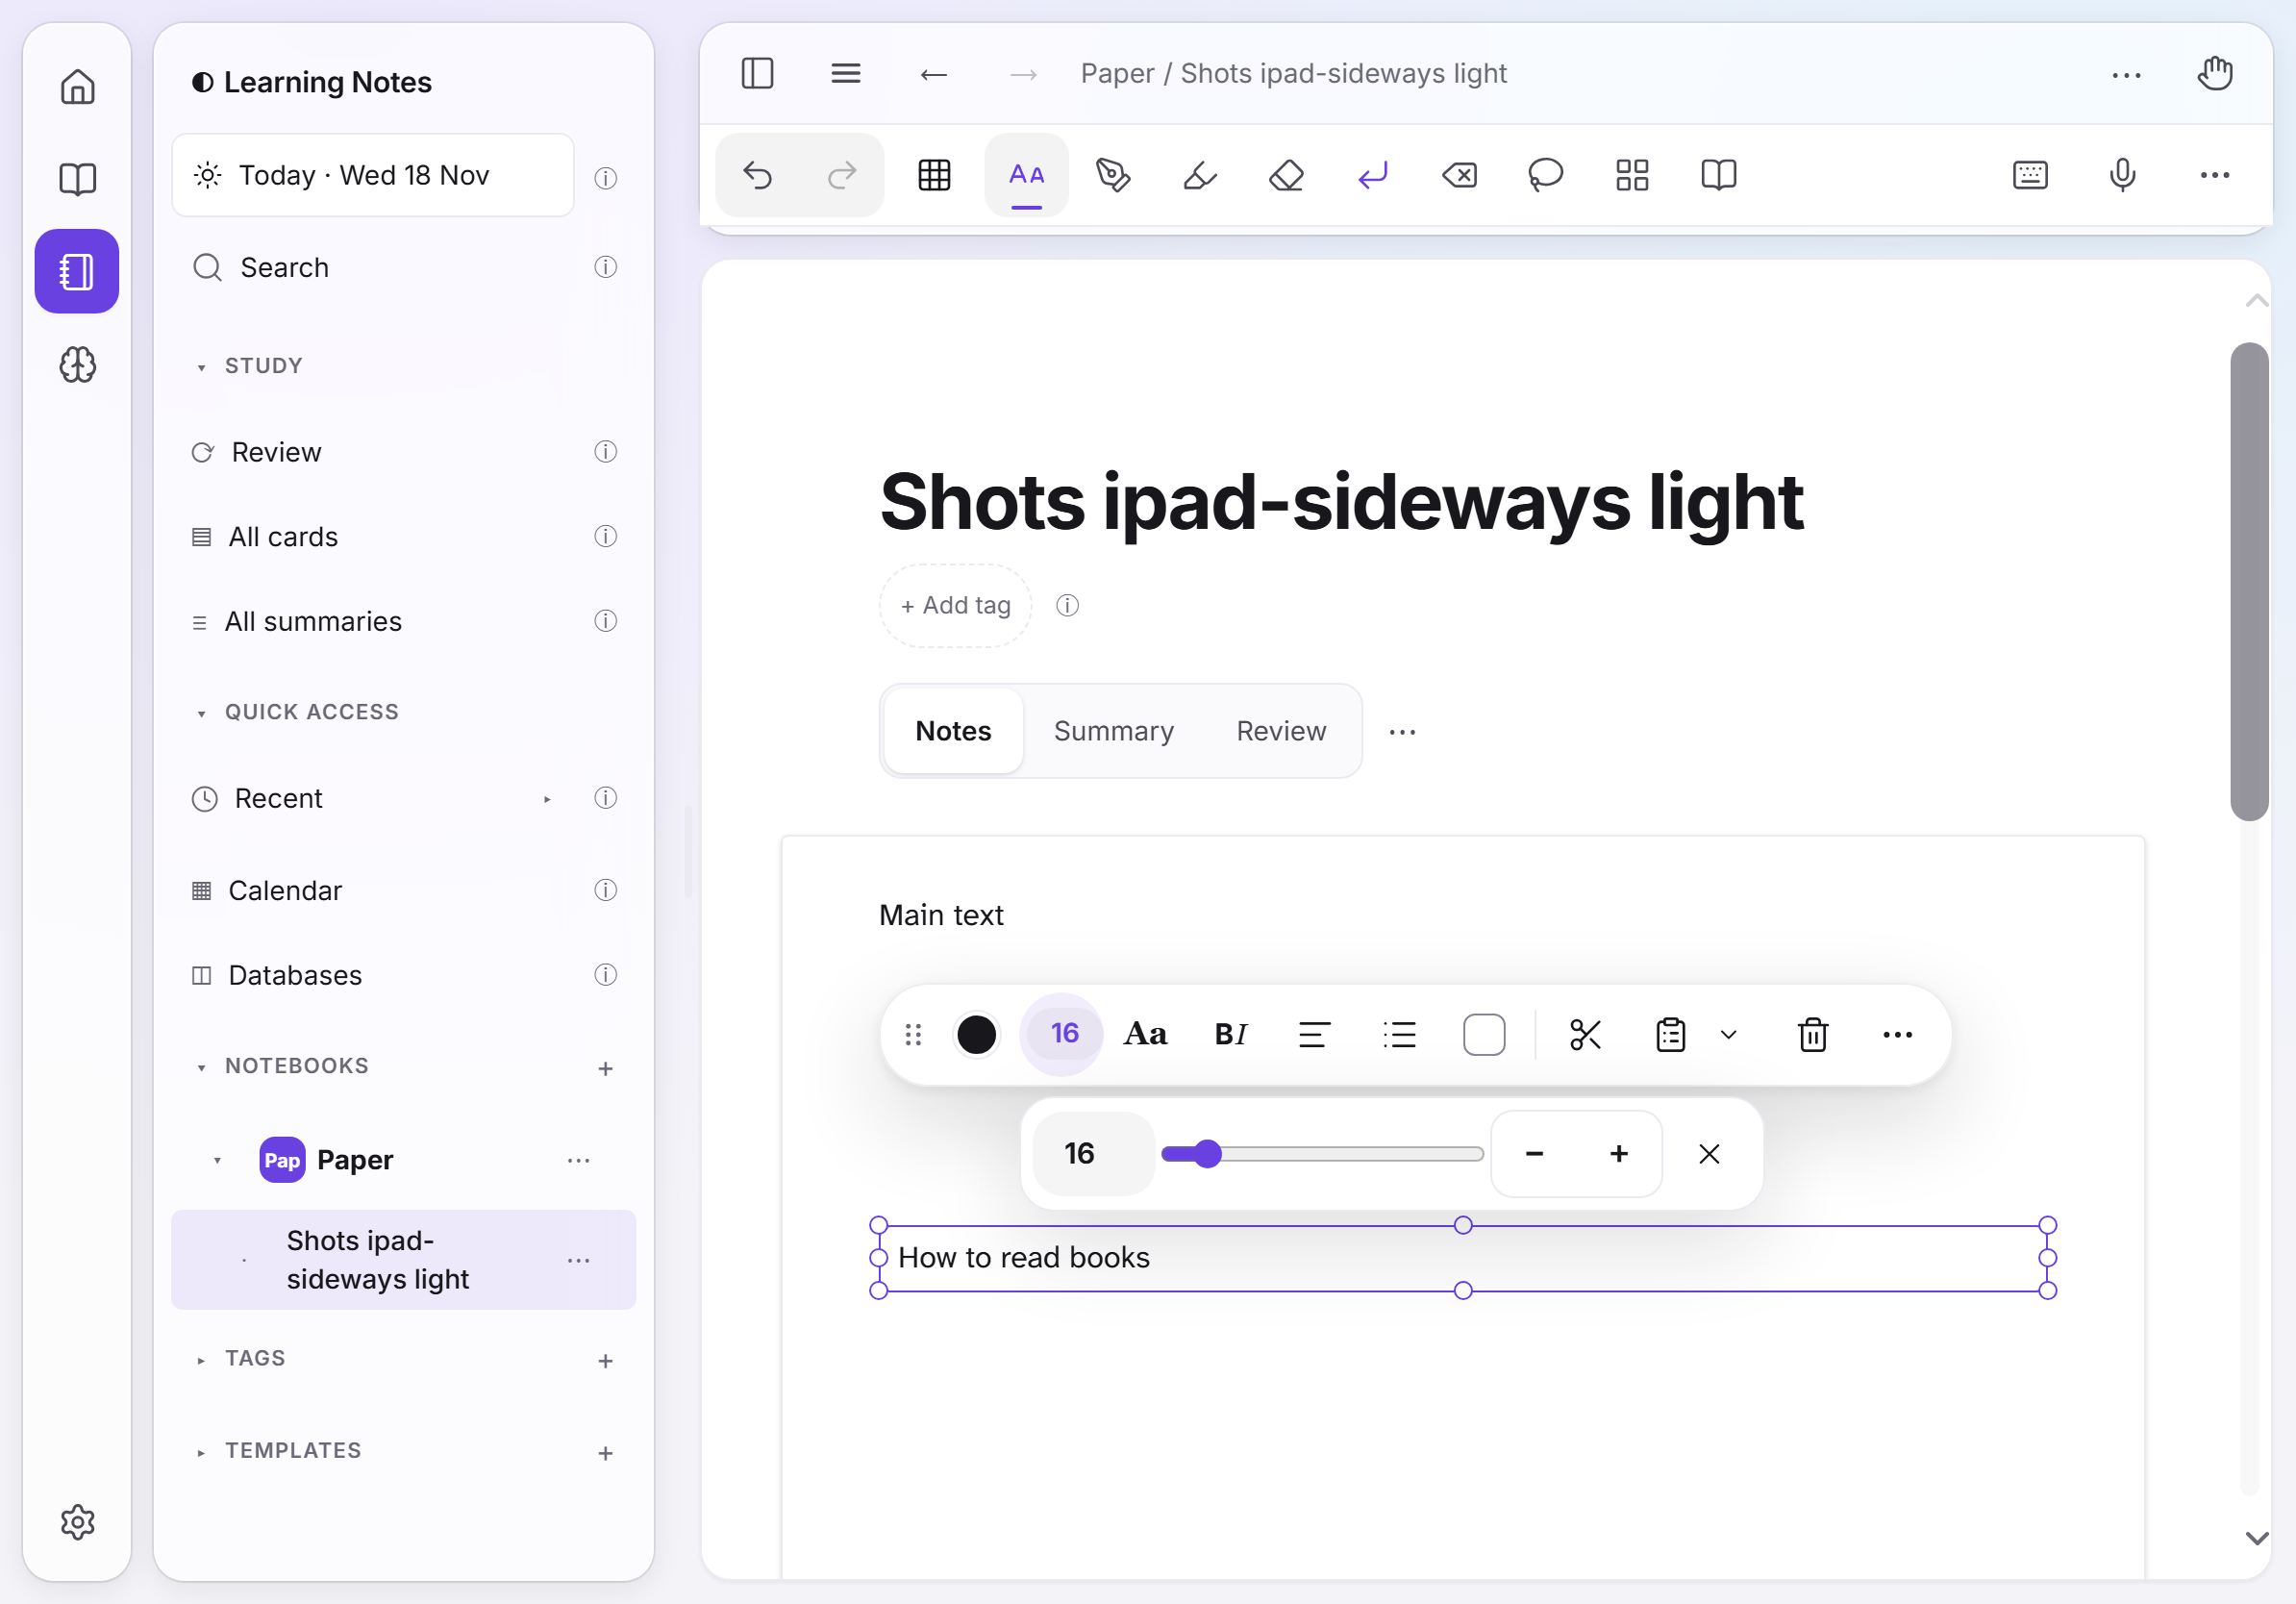 Learning Notes
Today · Wed 18 Nov
Search
STUDY
Review
All cards
All summaries
QUICK ACCESS
Recent
Calendar
Databases
NOTEBOOKS
Pap Paper
Shots ipad-
sideways light
TAGS
TEMPLATES
Paper / Shots ipad-sideways light
AA
Shots ipad-sideways light
+ Add tag
Notes Summary Review
Main text
16 Aa BI
16
How to read books